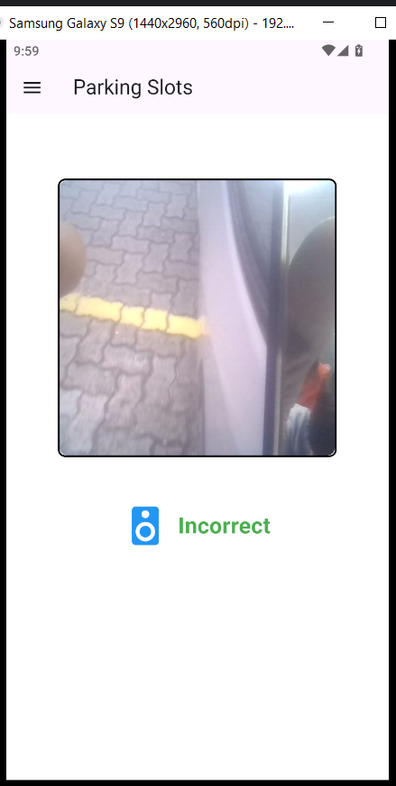 Samsung Galaxy S9 (1440x2960, 560dpi) - 192....
9:59
Parking Slots
Incorrect